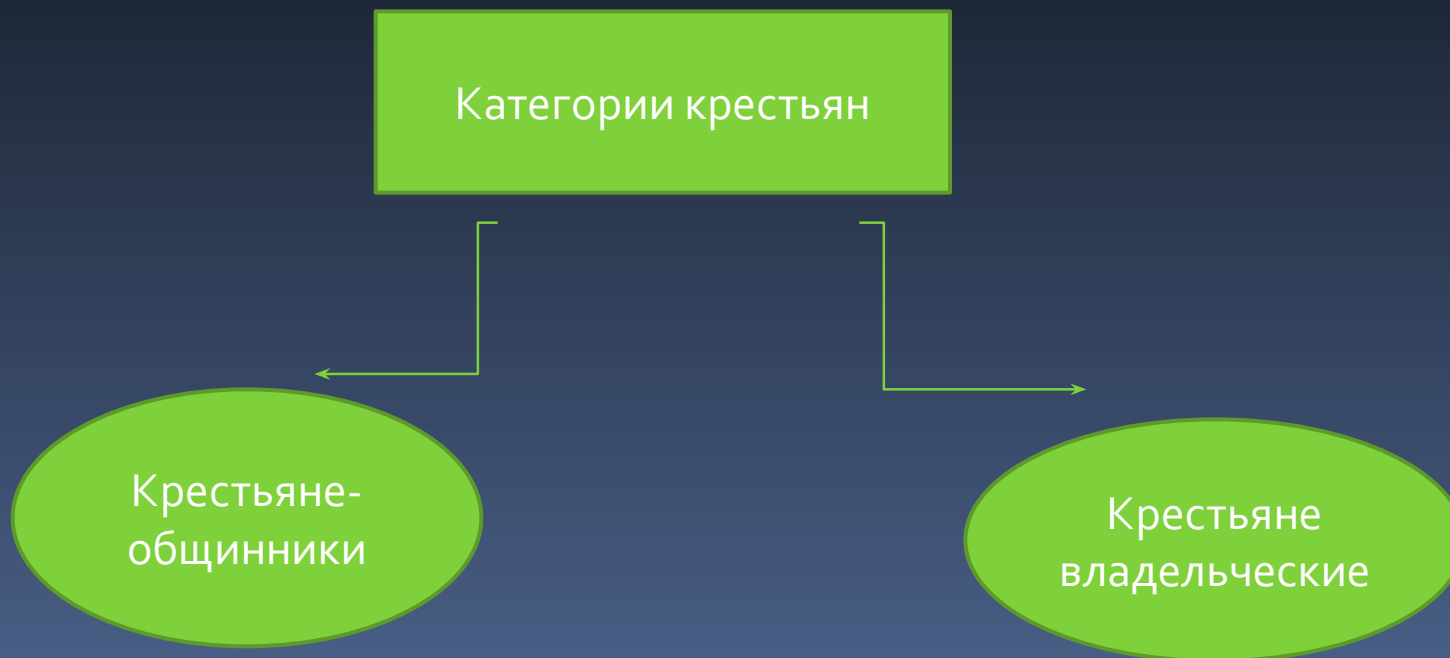 Категории крестьян
Крестьяне-
общинники
Крестьяне
владельческие